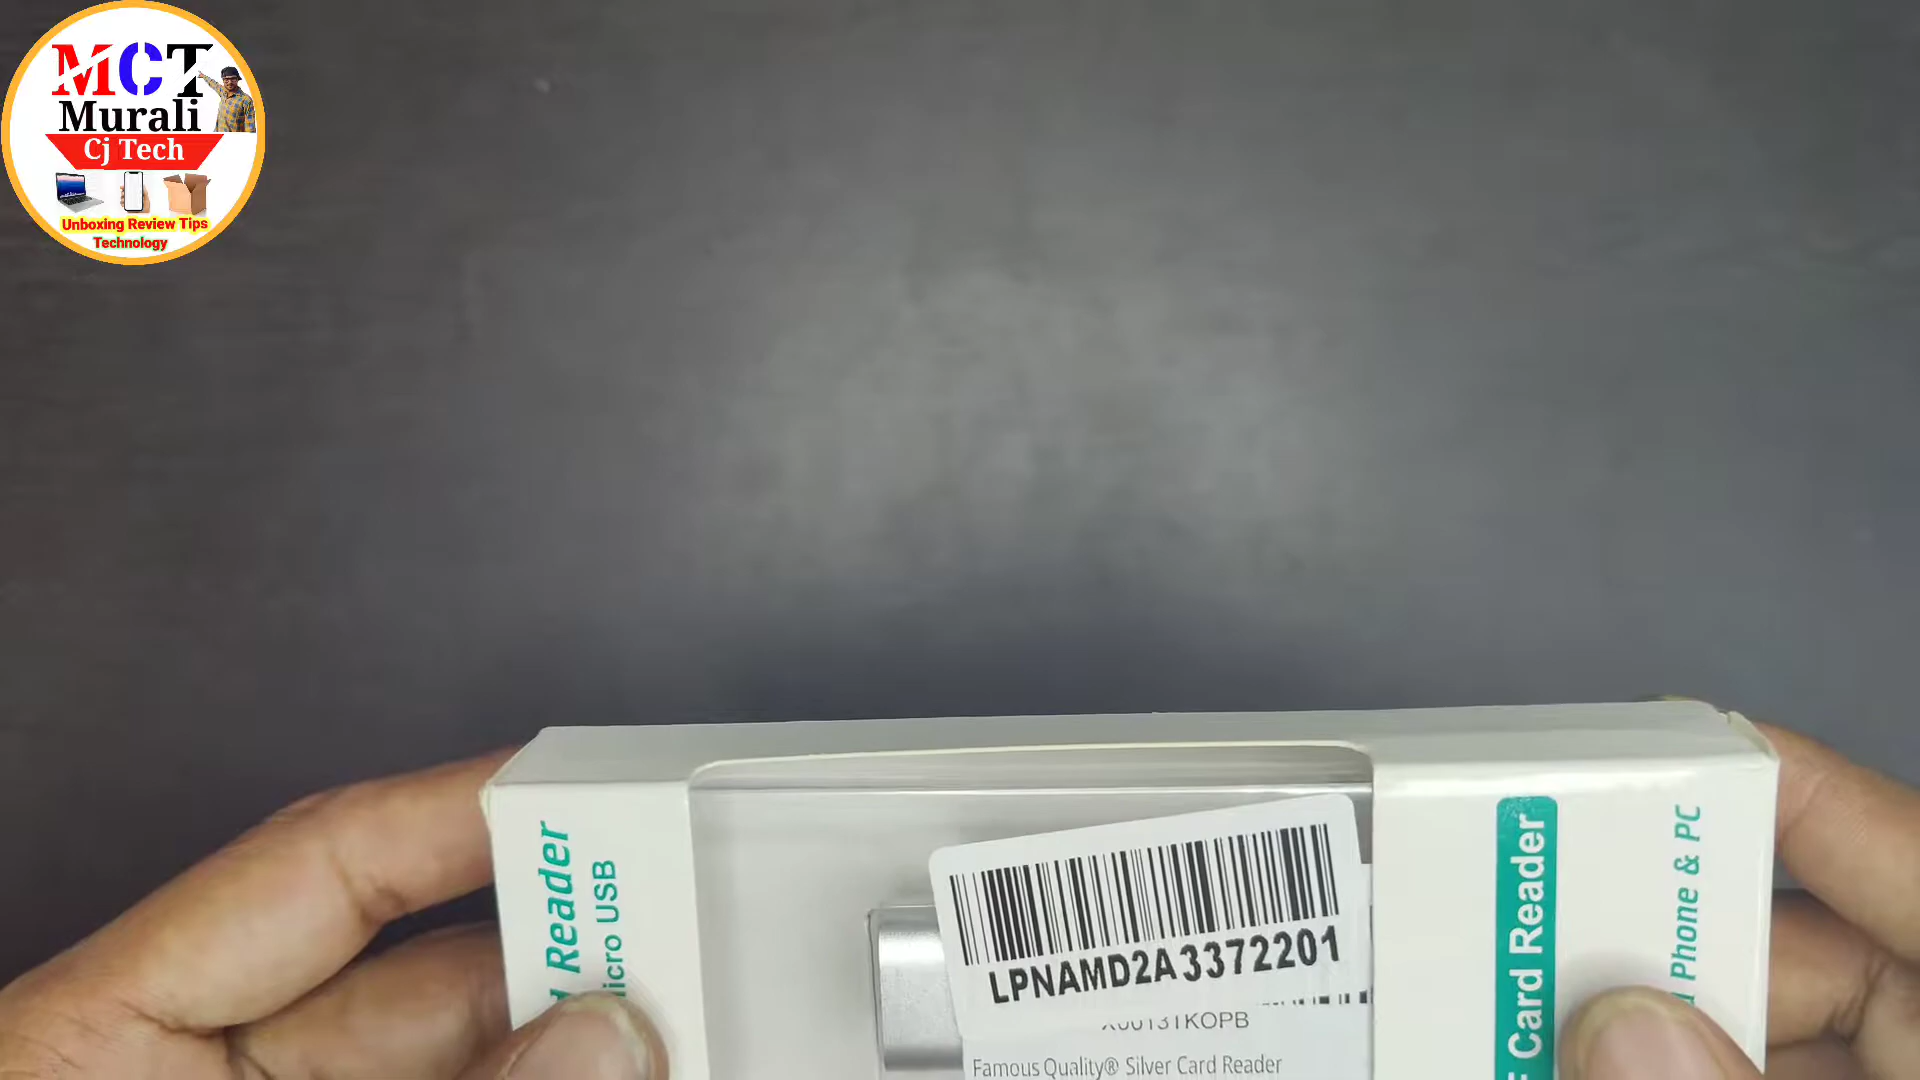 MCT
Murali
Cj Tech
Unboxing Review Tips
Technology
Reader
USB
LPNAMD2A3372201
Famous Quality® Silver Card Reader
Card Reader
Phone & PC